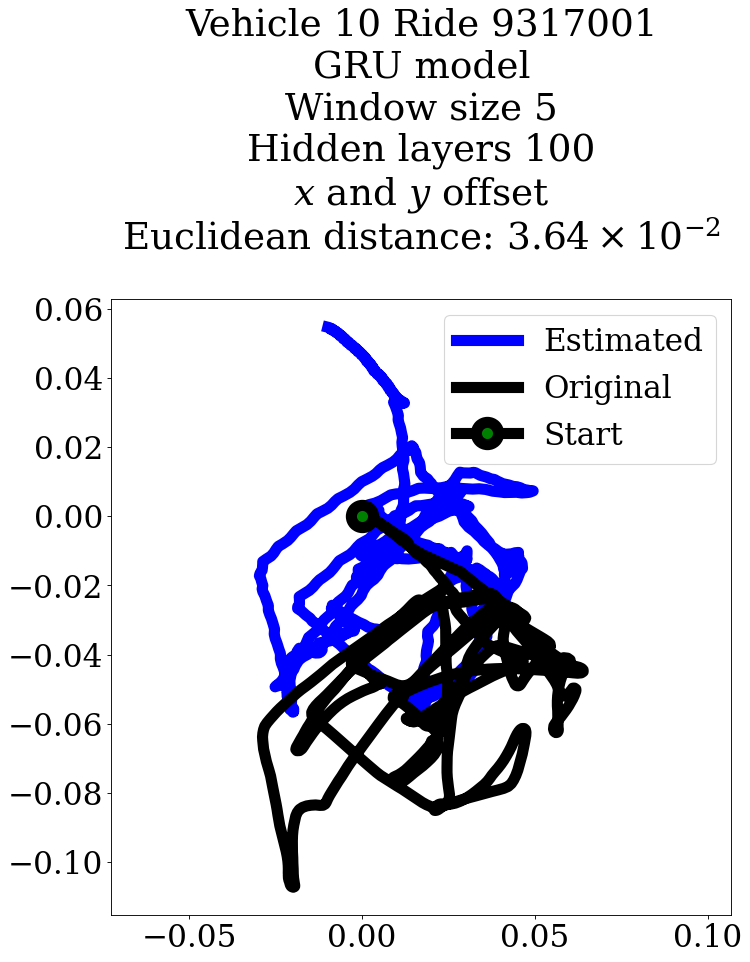 Vehicle 10 Ride 9317001
GRU model
Window size 5
Hidden layers 100
x and y offset
Euclidean distance: 3.64 × 10⁻²
0.06
0.04
0.02
0.00
−0.02
−0.04
−0.06
−0.08
−0.10
Estimated
Original
Start
−0.05 0.00 0.05 0.10